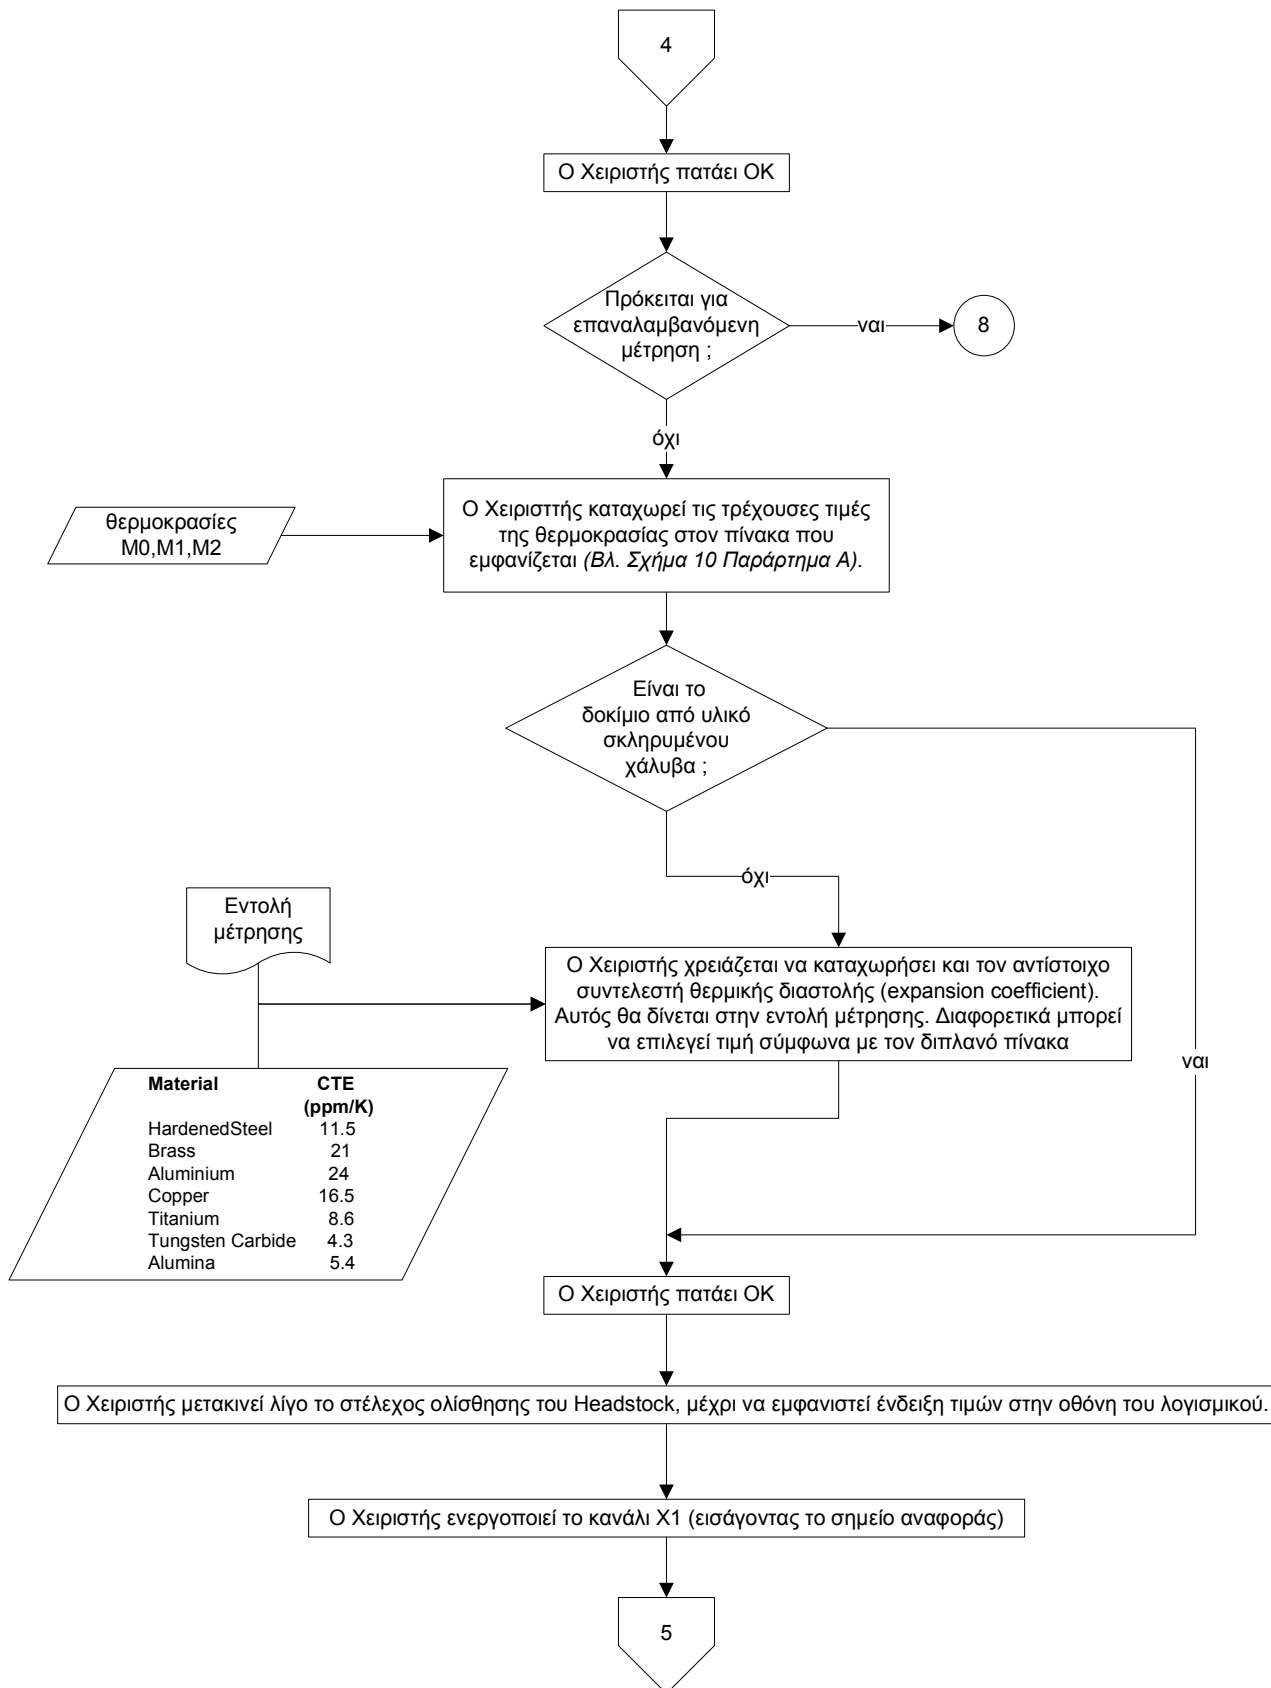 4
Ο Χειριστής πατάει ΟΚ
Πρόκειται για
επαναλαμβανόμενη
μέτρηση ;
ναι
8
όχι
θερμοκρασίες
Μ0,Μ1,Μ2
Ο Χειρισττής καταχωρεί τις τρέχουσες τιμές
της θερμοκρασίας στον πίνακα που
εμφανίζεται (Βλ. Σχήμα 10 Παράρτημα Α).
Είναι το
δοκίμιο από υλικό
σκληρυμένου
χάλυβα ;
όχι
Εντολή
μέτρησης
Ο Χειριστής χρειάζεται να καταχωρήσει και τον αντίστοιχο
συντελεστή θερμικής διαστολής (expansion coefficient).
Αυτός θα δίνεται στην εντολή μέτρησης. Διαφορετικά μπορεί
να επιλεγεί τιμή σύμφωνα με τον διπλανό πίνακα
ναι
Material CTE
(ppm/K)
HardenedSteel 11.5
Brass 21
Aluminium 24
Copper 16.5
Titanium 8.6
Tungsten Carbide 4.3
Alumina 5.4
Ο Χειριστής πατάει ΟΚ
Ο Χειριστής μετακινεί λίγο το στέλεχος ολίσθησης του Headstock, μέχρι να εμφανιστεί ένδειξη τιμών στην οθόνη του λογισμικού.
Ο Χειριστής ενεργοποιεί το κανάλι Χ1 (εισάγοντας το σημείο αναφοράς)
5